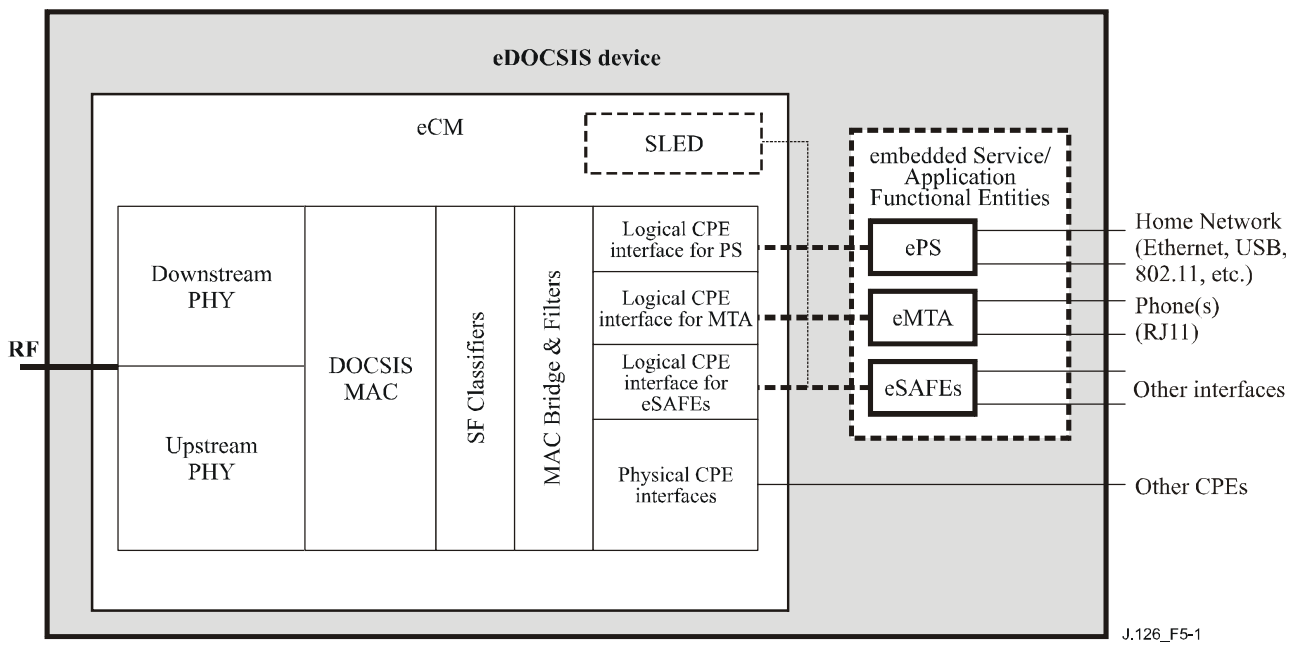 eDOCSIS device
eCM
SLED
embedded Service/
Application
Functional Entities
RF
Downstream
PHY
Upstream
PHY
DOCSIS
MAC
SF Classifiers
MAC Bridge & Filters
Logical CPE
interface for PS
Logical CPE
interface for MTA
Logical CPE
interface for
eSAFEs
Physical CPE
interfaces
ePS
eMTA
eSAFEs
Home Network
(Ethernet, USB,
802.11, etc.)
Phone(s)
(RJ11)
Other interfaces
Other CPEs
J.126_F5-1